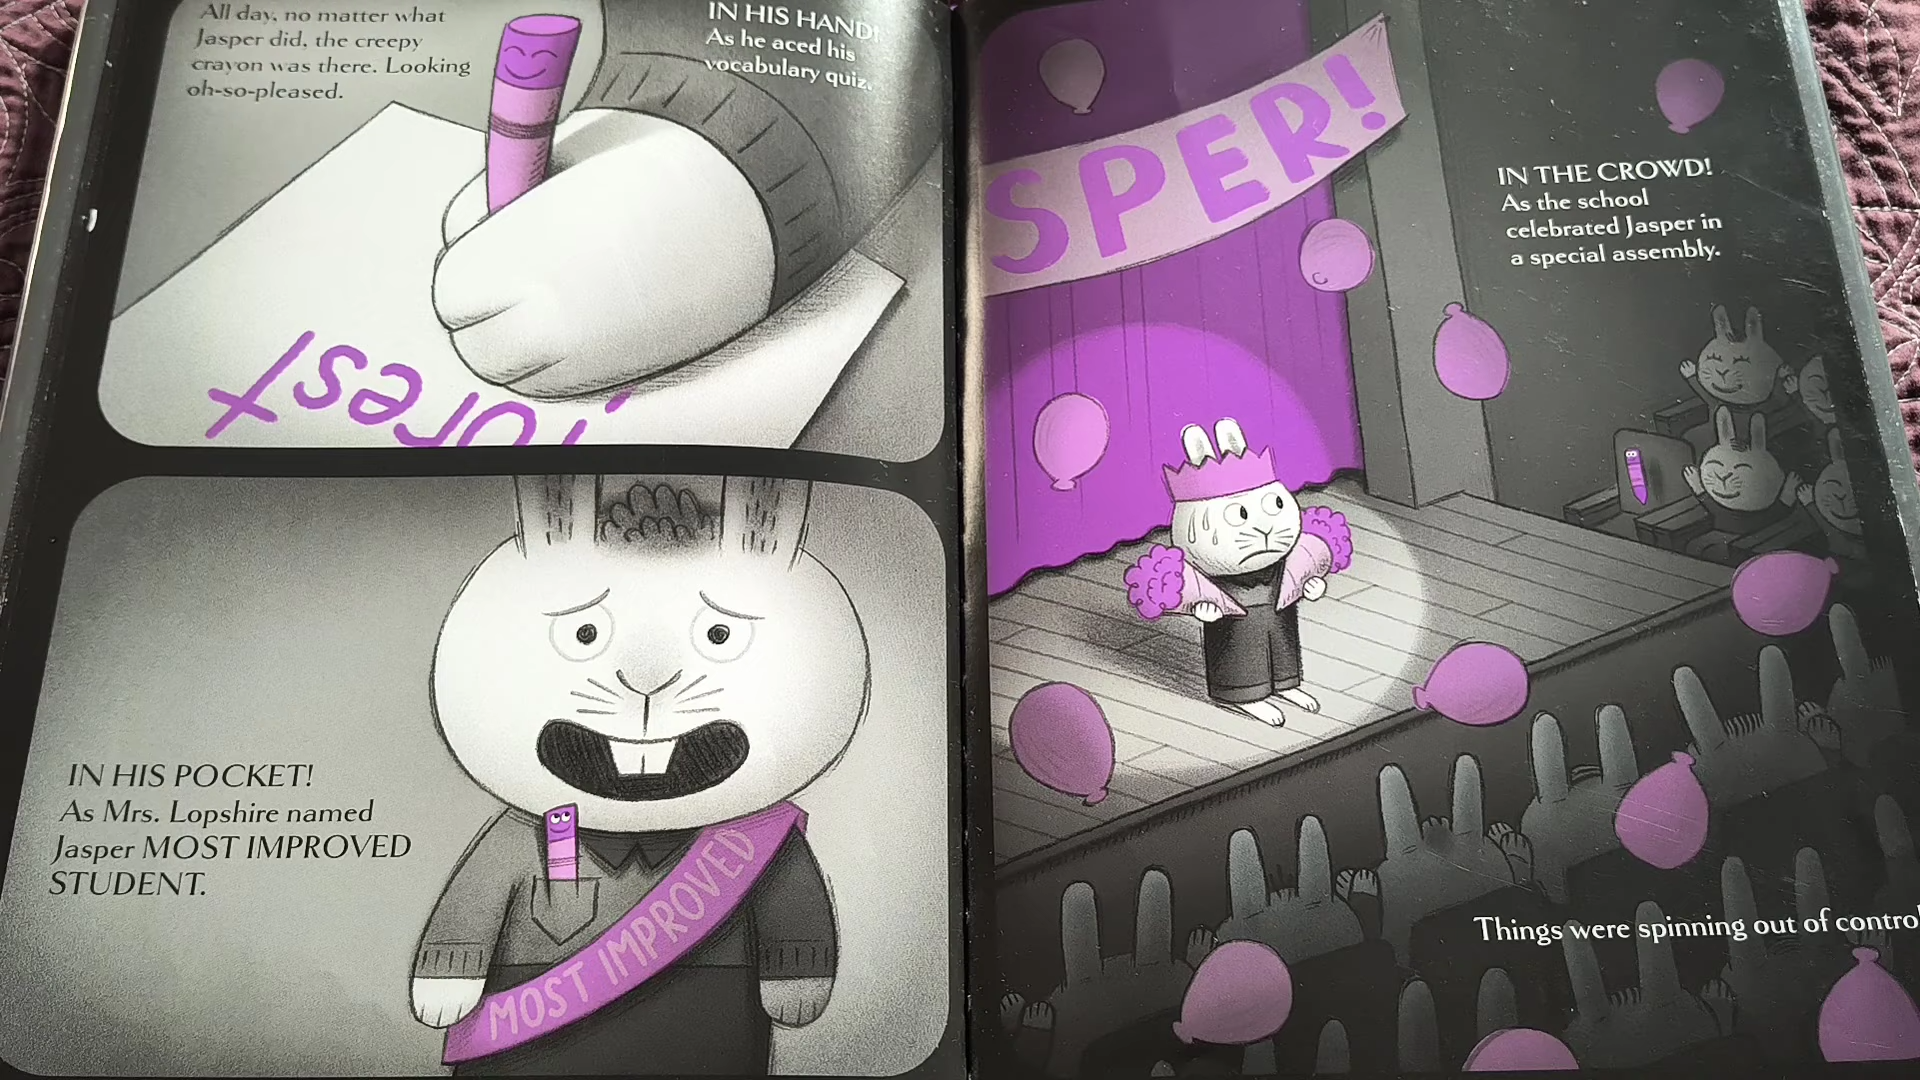 All day, no matter what
Jasper did, the creepy
crayon was there. Looking
oh-so-pleased.
IN HIS HAND!
As he aced his
vocabulary quiz.
forest
IN HIS POCKET!
As Mrs. Lopshire named
Jasper MOST IMPROVED
STUDENT.
MOST IMPROVED
SPER!
IN THE CROWD!
As the school
celebrated Jasper in
a special assembly.
Things were spinning out of control